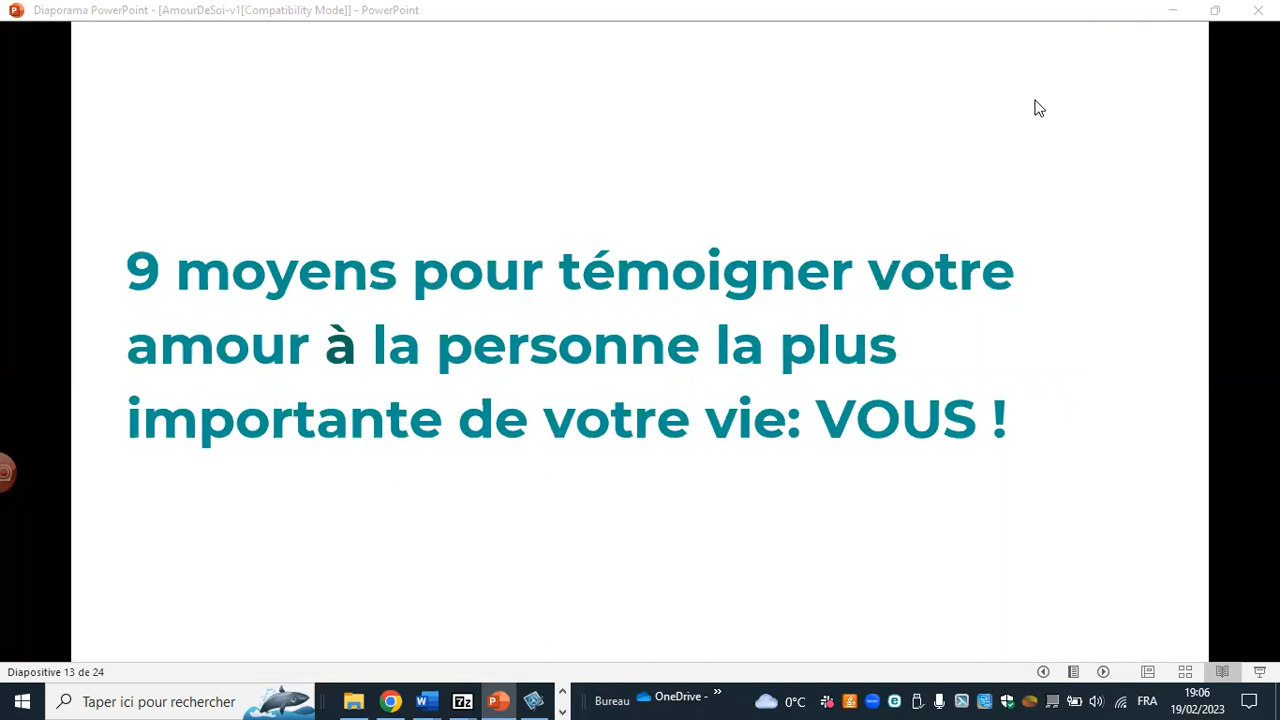 Diaporama PowerPoint - [AmourDeSoi-v1[Compatibility Mode]] - PowerPoint
9 moyens pour témoigner votre
amour à la personne la plus
importante de votre vie: VOUS !
Diapositive 13 de 24
Taper ici pour rechercher
Bureau
OneDrive -
0°C
FRA
19:06
19/02/2023